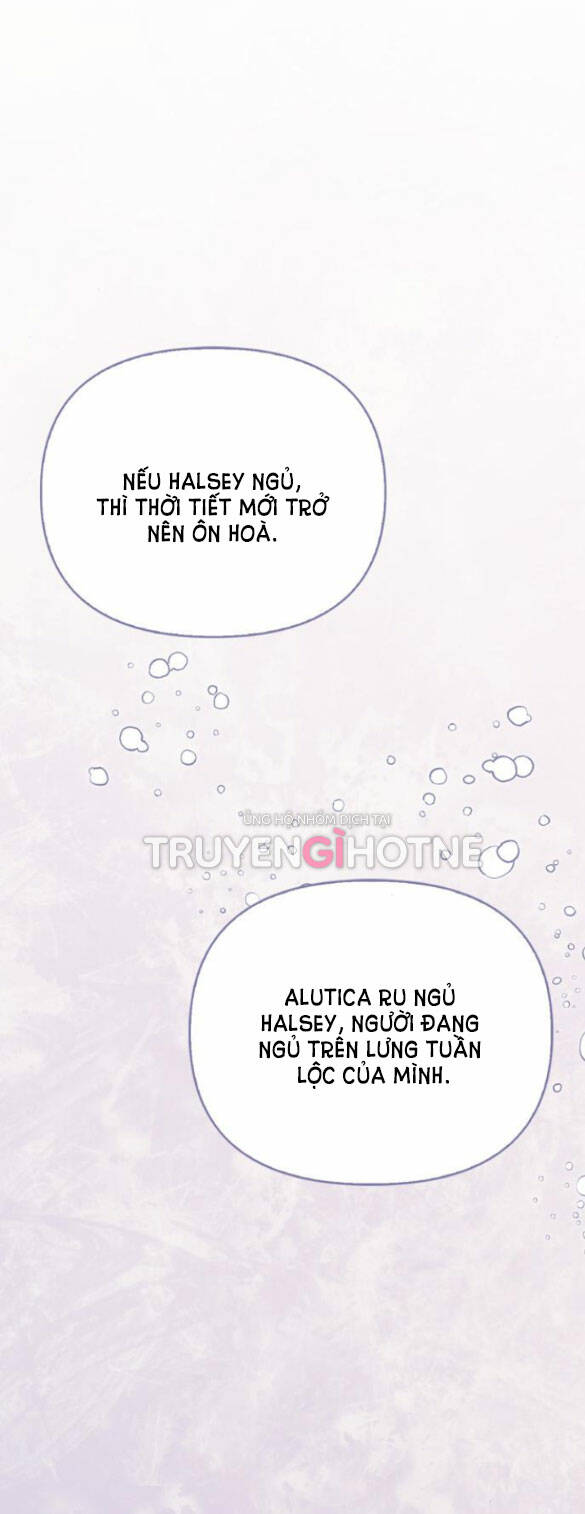 NẾU HALSEY NGỦ,
THÌ THỜI TIẾT MỚI TRỞ
NÊN ÔN HOÀ.
ỦNG HỘ NHÓM DỊCH TẠI
TRUYENGIHOTNE
ALUTICA RU NGỦ
HALSEY, NGƯỜI ĐANG
NGỦ TRÊN LƯNG TUẦN
LỘC CỦA MÌNH.